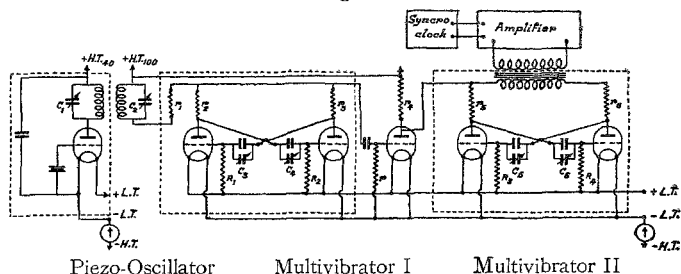 Syncro clock
Amplifier
+H.T.40
+H.T.100
C1
C2
r1
r2
r3
r4
r5
r6
C3
C4
C5
C6
R1
R2
r
R3
R4
+L.T.
-L.T.
-H.T.
+L.T.
-L.T.
-H.T.
Piezo-Oscillator Multivibrator I Multivibrator II